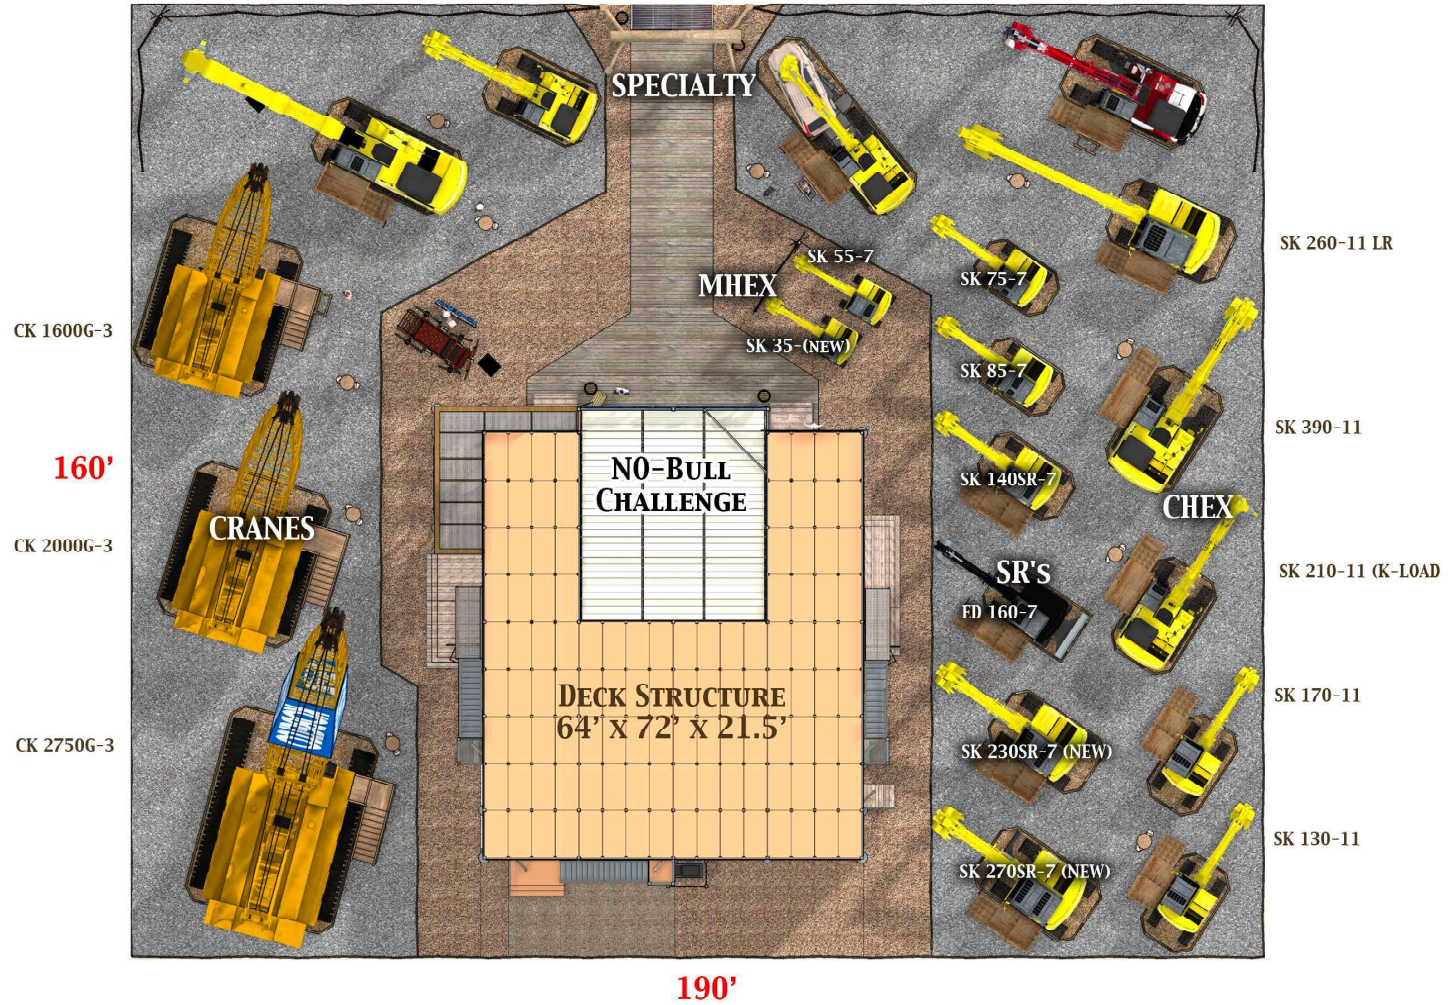 SPECIALTY
SK 260-11 LR
SK 55-7
MHEX
SK 75-7
CK 1600G-3
SK 35-(NEW)
SK 85-7
SK 390-11
160'
NO-BULL
CHALLENGE
SK 140SR-7
CHEX
CRANES
CK 2000G-3
SR's
SK 210-11 (K-LOAD
ED 160-7
DECK STRUCTURE
64' X 72' X 21.5'
SK 170-11
CK 2750G-3
SK 230SR-7 (NEW)
SK 130-11
SK 270SR-7 (NEW)
190'